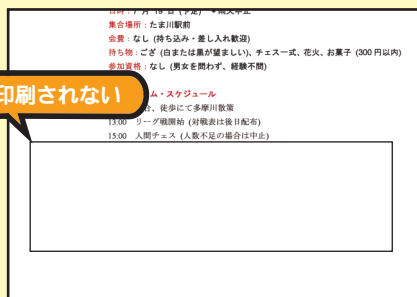 日時：7 月 19 日 (予定)　* 雨天中止
集合場所：たま川駅前
会費：なし (持ち込み・差し入れ歓迎)
持ち物：ござ (白または黒が望ましい)、チェス一式、花火、お菓子 (300 円以内)
参加資格：なし (男女を問わず、経験不問)
印刷されない
ム・スケジュール
合、徒歩にて多摩川散策
13:00　リーグ戦開始 (対戦表は後日配布)
15:00　人間チェス (人数不足の場合は中止)